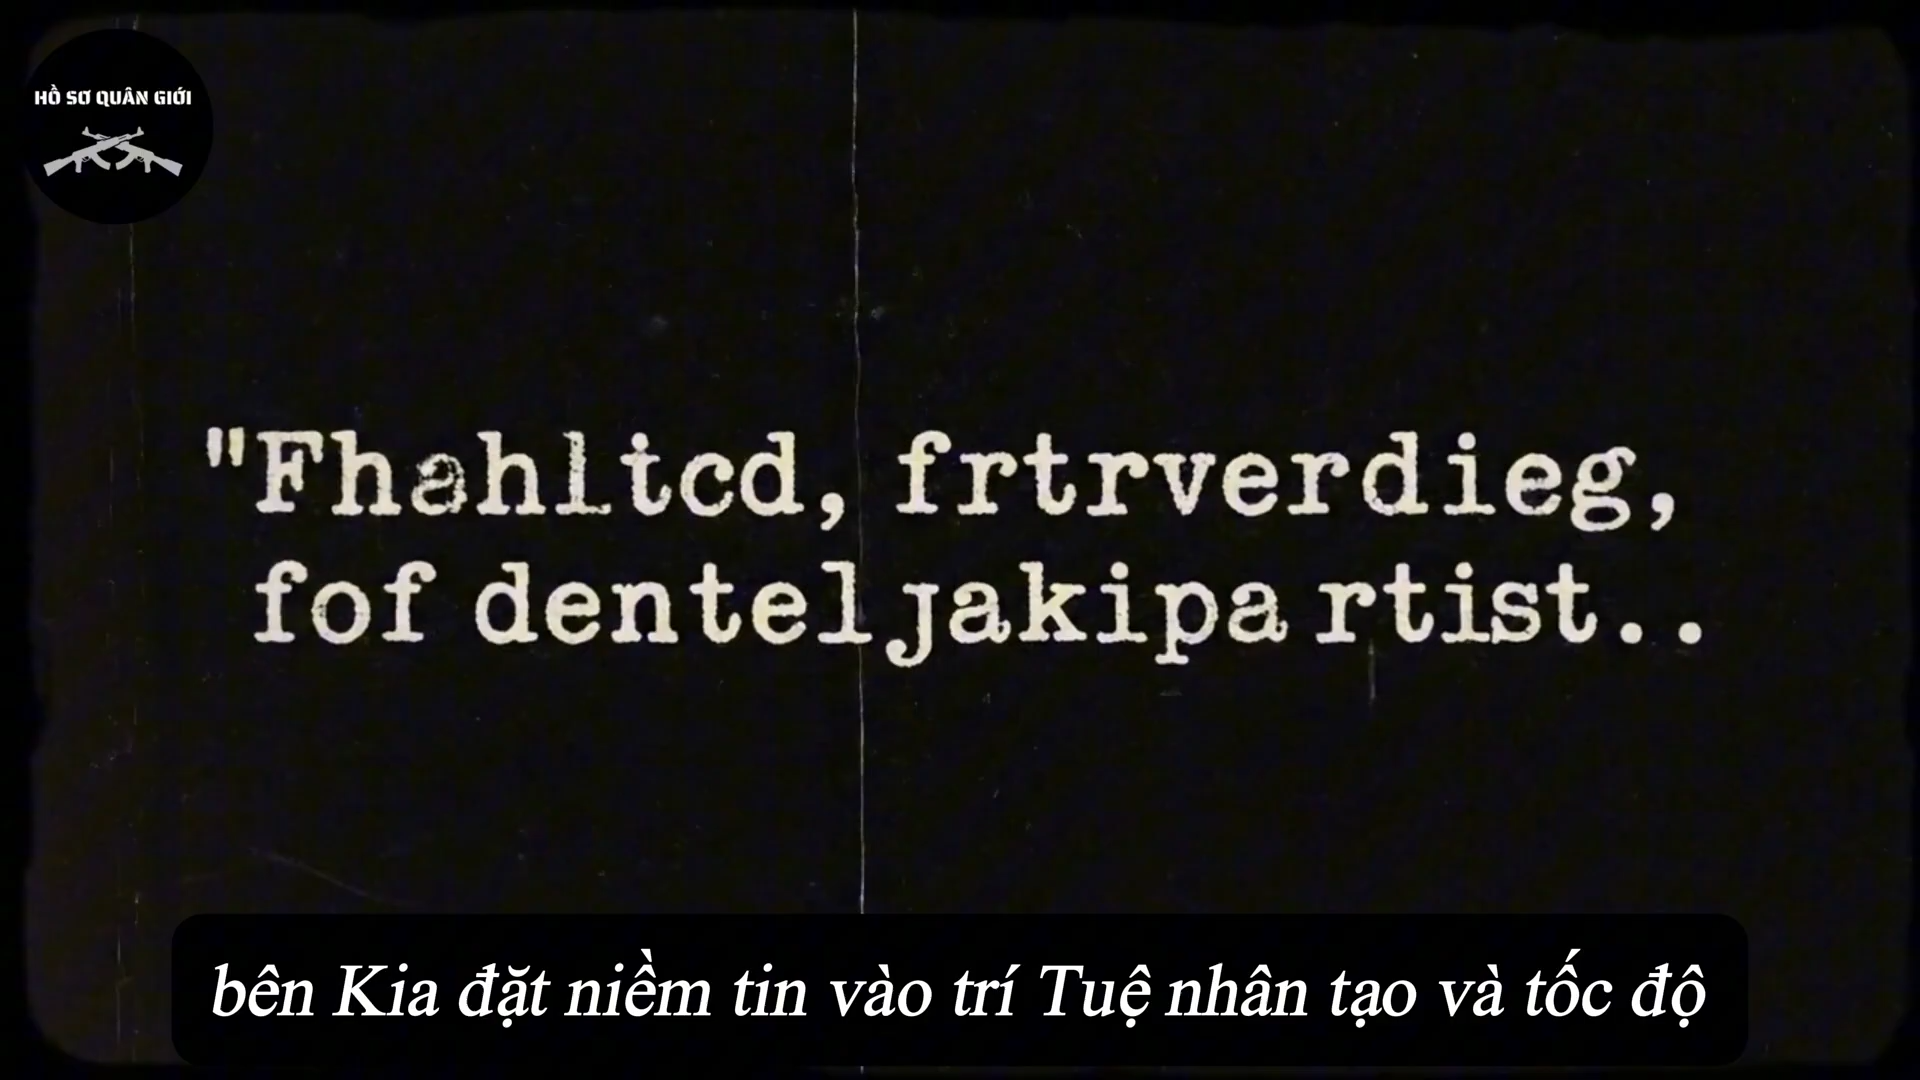 HỒ SƠ QUÂN GIỚI
"Fhahltcd, frtrverdieg,
fof denteljakipa rtist..
bên Kia đặt niềm tin vào trí Tuệ nhân tạo và tốc độ